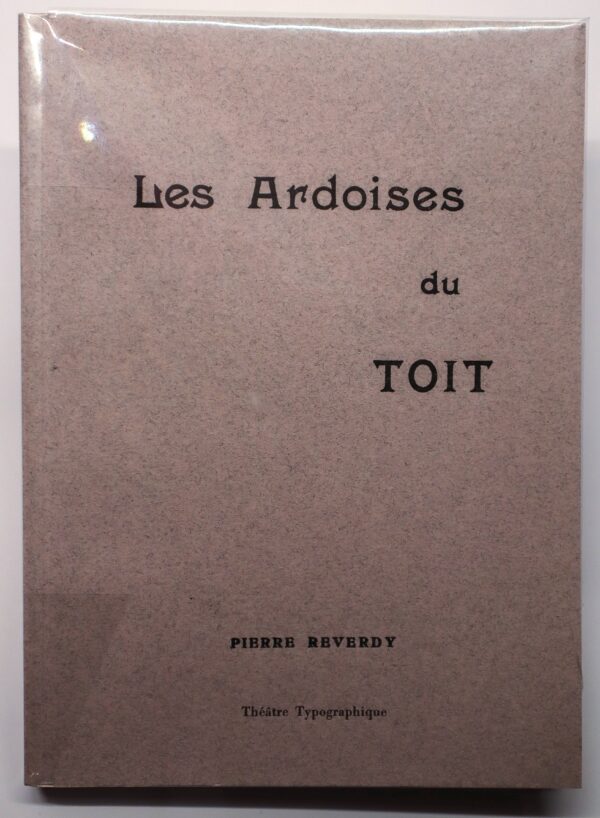 Les Ardoises
du
TOIT
PIERRE REVERDY
Théâtre Typographique